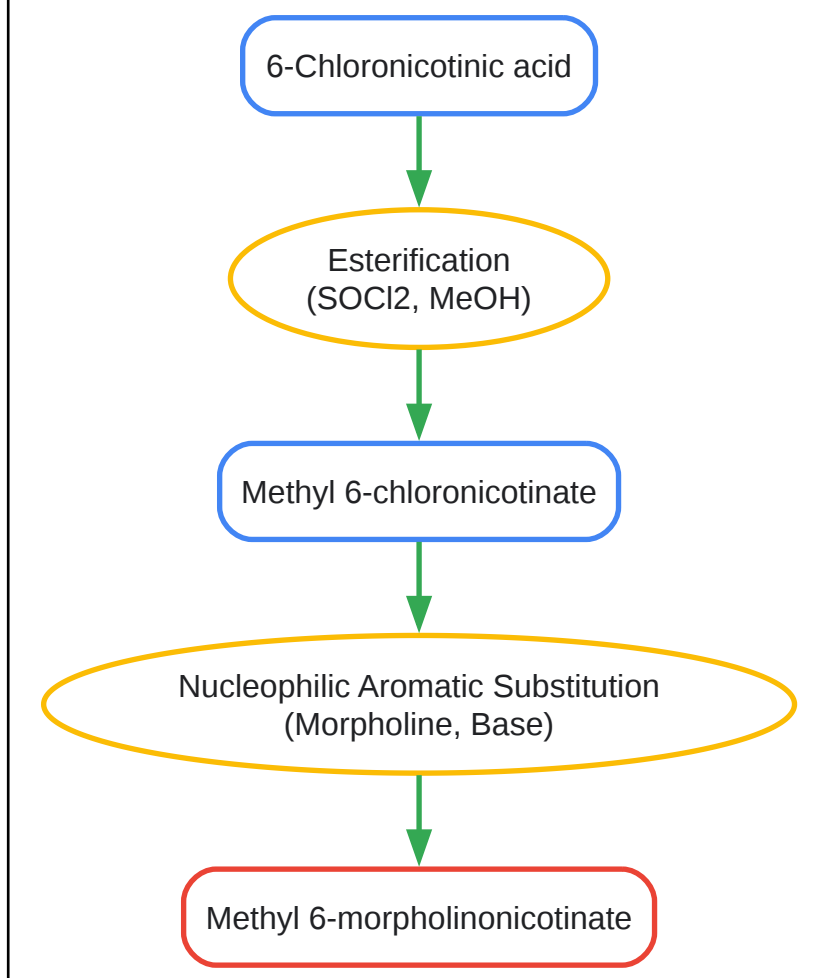 6-Chloronicotinic acid
Esterification
(SOCl2, MeOH)
Methyl 6-chloronicotinate
Nucleophilic Aromatic Substitution
(Morpholine, Base)
Methyl 6-morpholinonicotinate